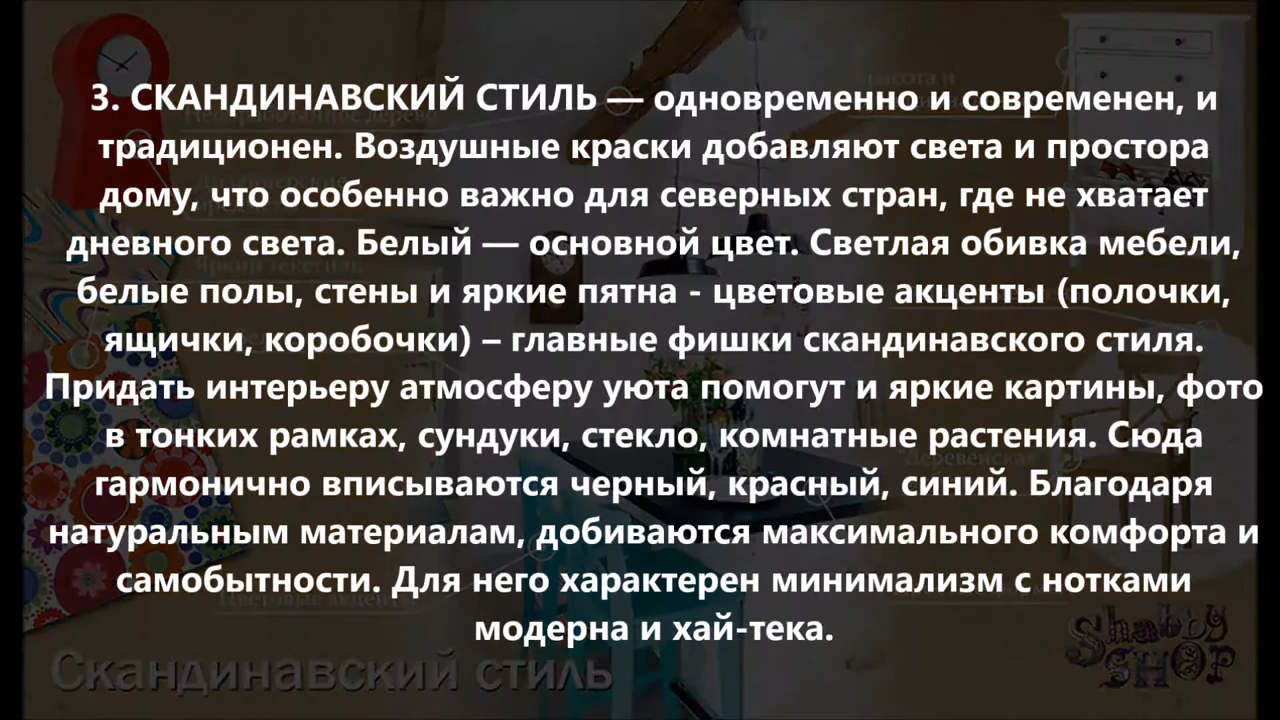 3. СКАНДИНАВСКИЙ СТИЛЬ — одновременно и современен, и
традиционен. Воздушные краски добавляют света и простора
дому, что особенно важно для северных стран, где не хватает
дневного света. Белый — основной цвет. Светлая обивка мебели,
белые полы, стены и яркие пятна - цветовые акценты (полочки,
ящички, коробочки) – главные фишки скандинавского стиля.
Придать интерьеру атмосферу уюта помогут и яркие картины, фото
в тонких рамках, сундуки, стекло, комнатные растения. Сюда
гармонично вписываются черный, красный, синий. Благодаря
натуральным материалам, добиваются максимального комфорта и
самобытности. Для него характерен минимализм с нотками
модерна и хай-тека.
Скандинавский стиль
Shabby
SHOP